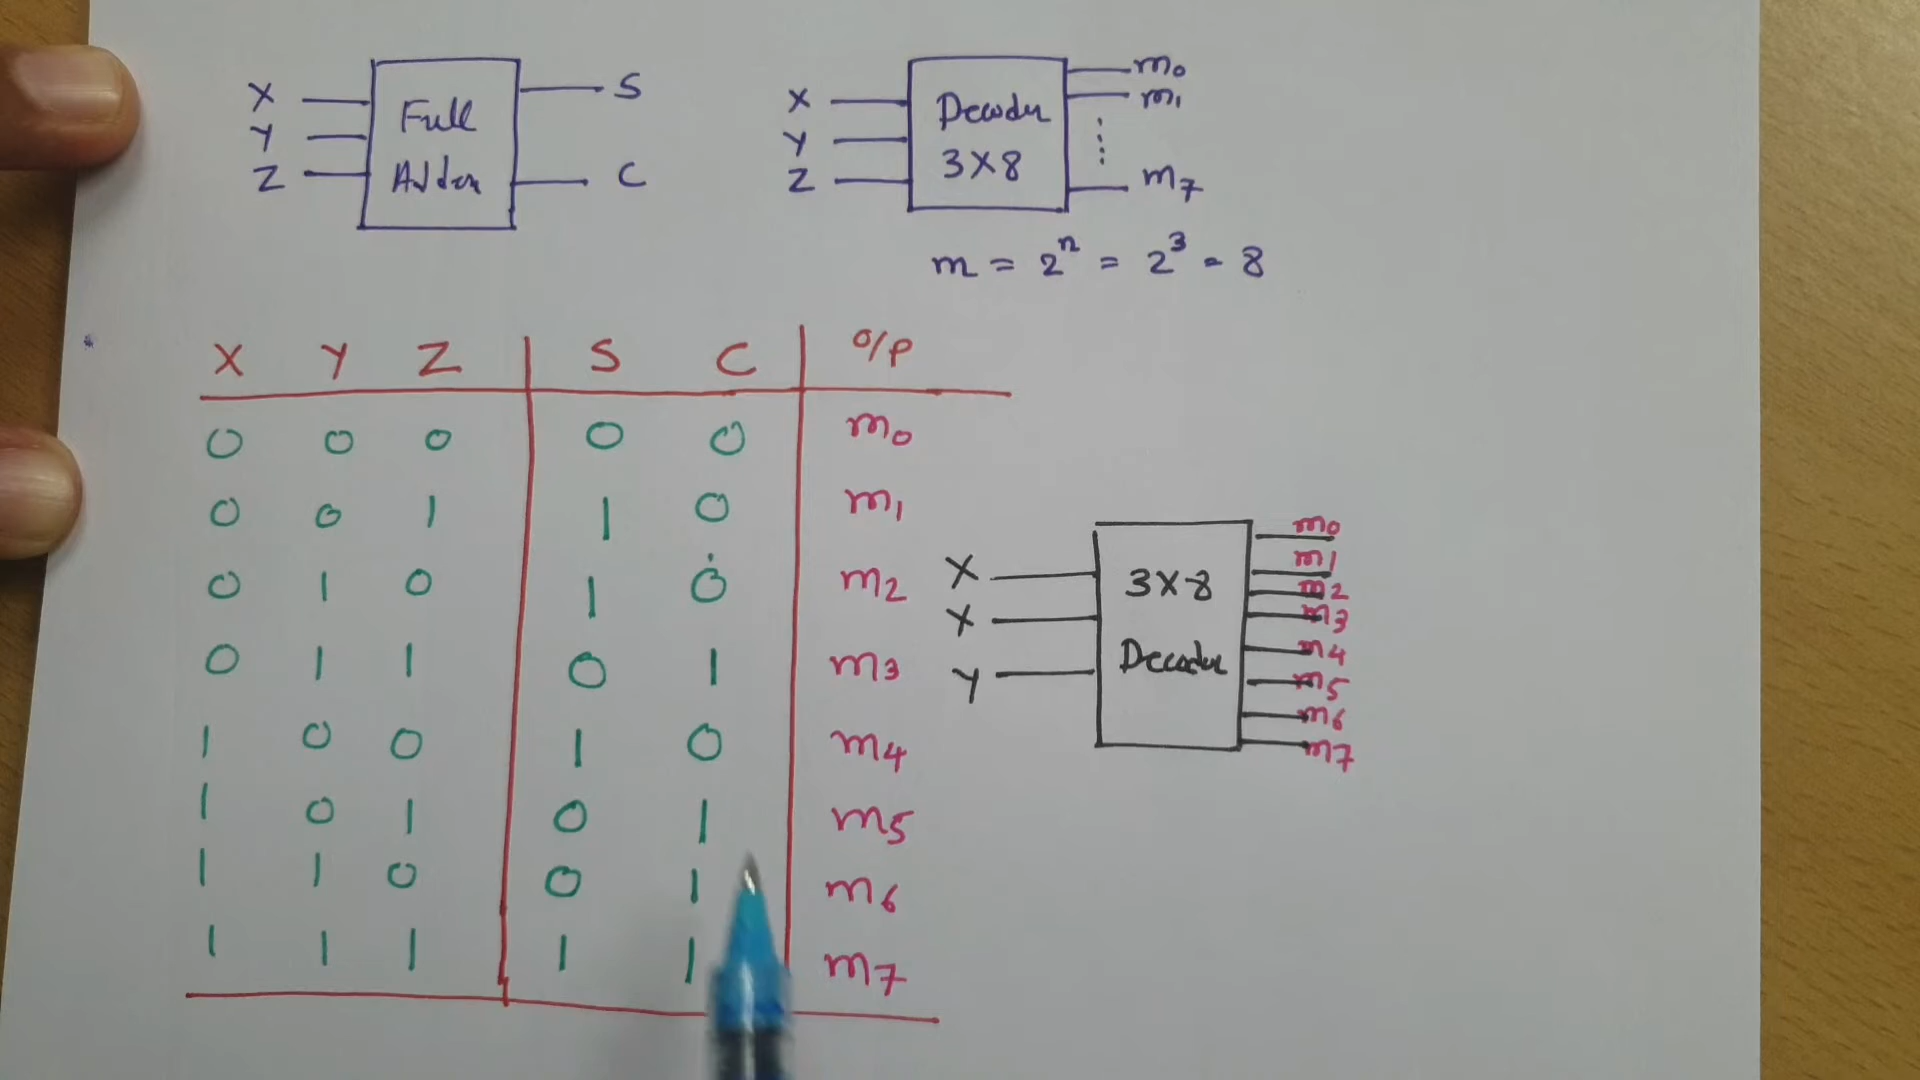 X
Y
Z
Full
Adder
S
C
X
Y
Z
Decoder
3X8
m0
m1
m7
m = 2^n = 2^3 = 8
X Y Z S C O/P
0 0 0 0 0 m0
0 0 1 1 0 m1
0 1 0 1 0 m2
0 1 1 0 1 m3
1 0 0 1 0 m4
1 0 1 0 1 m5
1 1 0 0 1 m6
1 1 1 1 1 m7
X
X
Y
3X8
Decoder
m0
m1
m2
m3
m4
m5
m6
m7